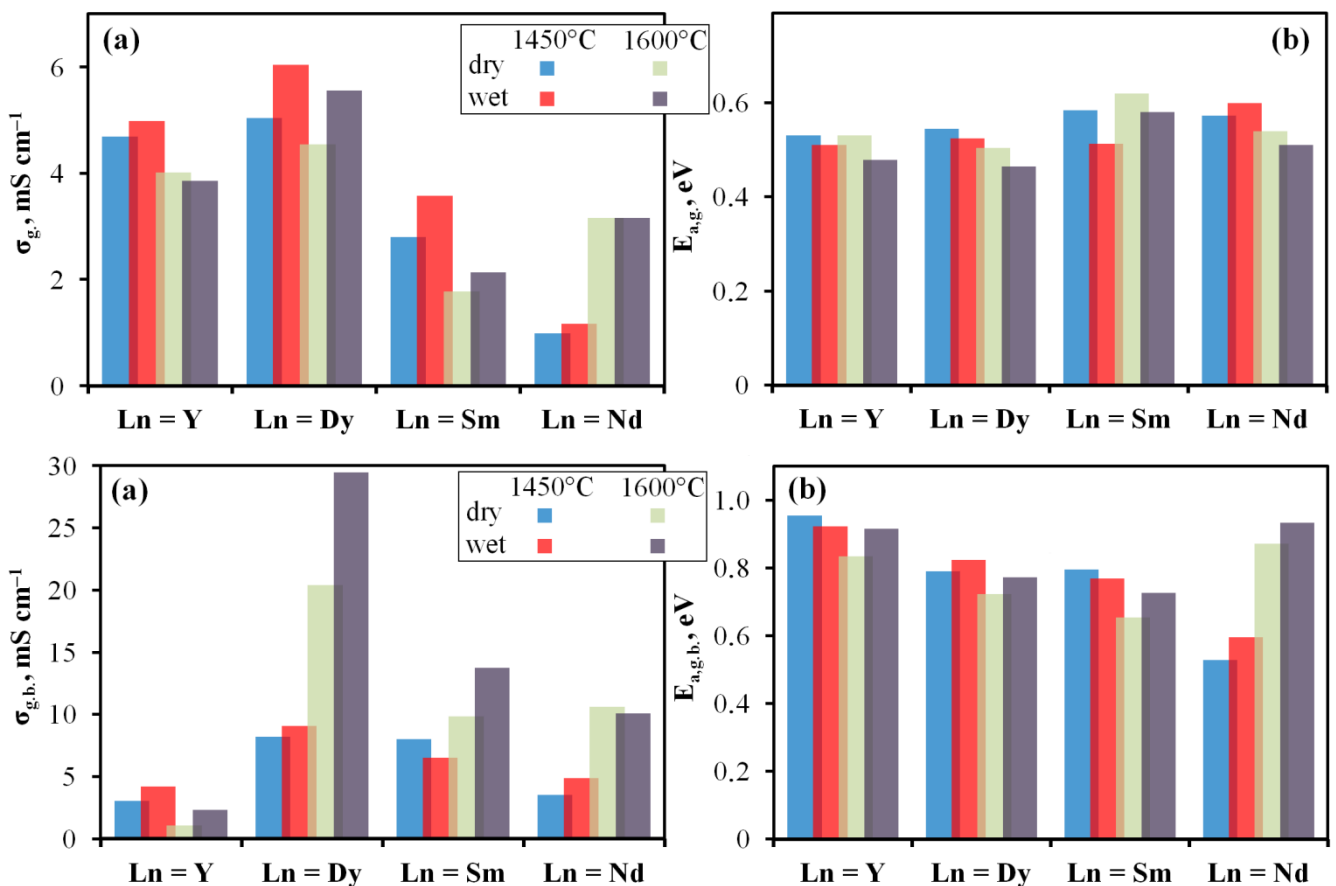 (a)
1450°C 1600°C
dry
wet
6
4
2
0
σg., mS cm⁻¹
Ln = Y Ln = Dy Ln = Sm Ln = Nd
(b)
0.6
0.4
0.2
0
Ea,g., eV
Ln = Y Ln = Dy Ln = Sm Ln = Nd
(a)
1450°C 1600°C
dry
wet
30
25
20
15
10
5
0
σg.b., mS cm⁻¹
Ln = Y Ln = Dy Ln = Sm Ln = Nd
(b)
1.0
0.8
0.6
0.4
0.2
0
Ea,g.b., eV
Ln = Y Ln = Dy Ln = Sm Ln = Nd